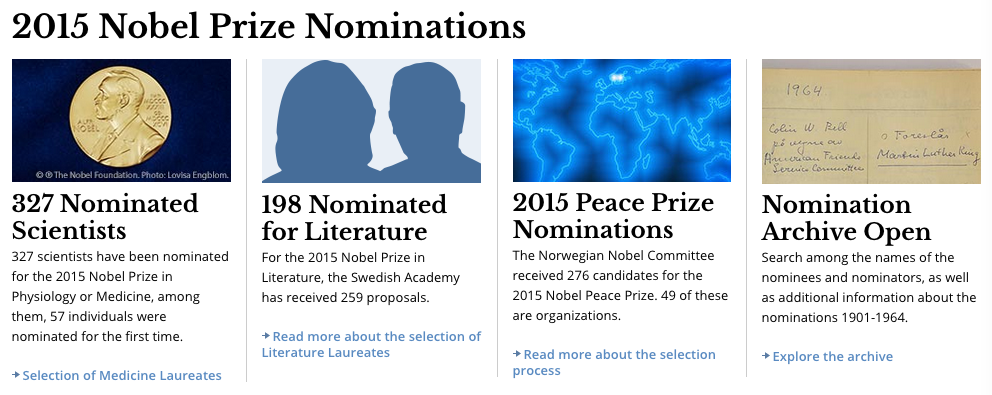 2015 Nobel Prize Nominations
ALFR
NOBEL
© ® The Nobel Foundation. Photo: Lovisa Engblom.
327 Nominated
Scientists
327 scientists have been nominated
for the 2015 Nobel Prize in
Physiology or Medicine, among
them, 57 individuals were
nominated for the first time.
Selection of Medicine Laureates
198 Nominated
for Literature
For the 2015 Nobel Prize in
Literature, the Swedish Academy
has received 259 proposals.
Read more about the selection of
Literature Laureates
2015 Peace Prize
Nominations
The Norwegian Nobel Committee
received 276 candidates for the
2015 Nobel Peace Prize. 49 of these
are organizations.
Read more about the selection
process
1964
Colin W. Bell
på vegne av
American Friends
Service Committee
Foreslår
Martin Luther King
Nomination
Archive Open
Search among the names of the
nominees and nominators, as well
as additional information about the
nominations 1901-1964.
Explore the archive